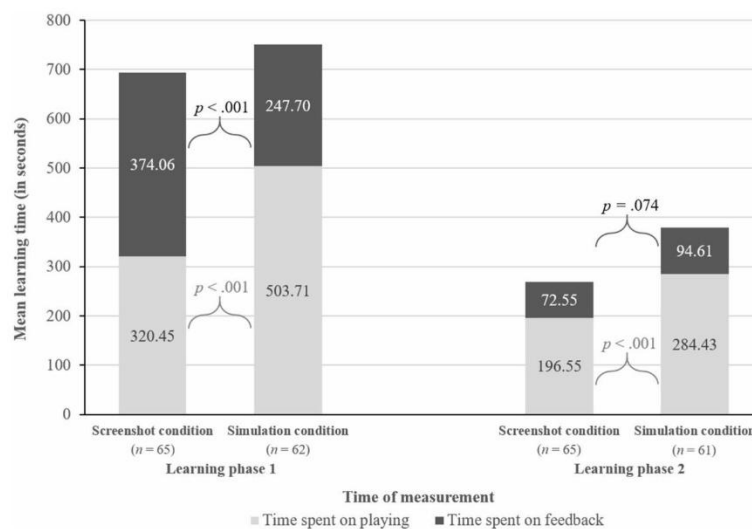 Mean learning time (in seconds)
800
700
600
500
400
300
200
100
0
374.06
320.45
p < .001
p < .001
247.70
503.71
72.55
196.55
p = .074
p < .001
94.61
284.43
Screenshot condition
(n = 65)
Simulation condition
(n = 62)
Learning phase 1
Screenshot condition
(n = 65)
Simulation condition
(n = 61)
Learning phase 2
Time of measurement
Time spent on playing
Time spent on feedback